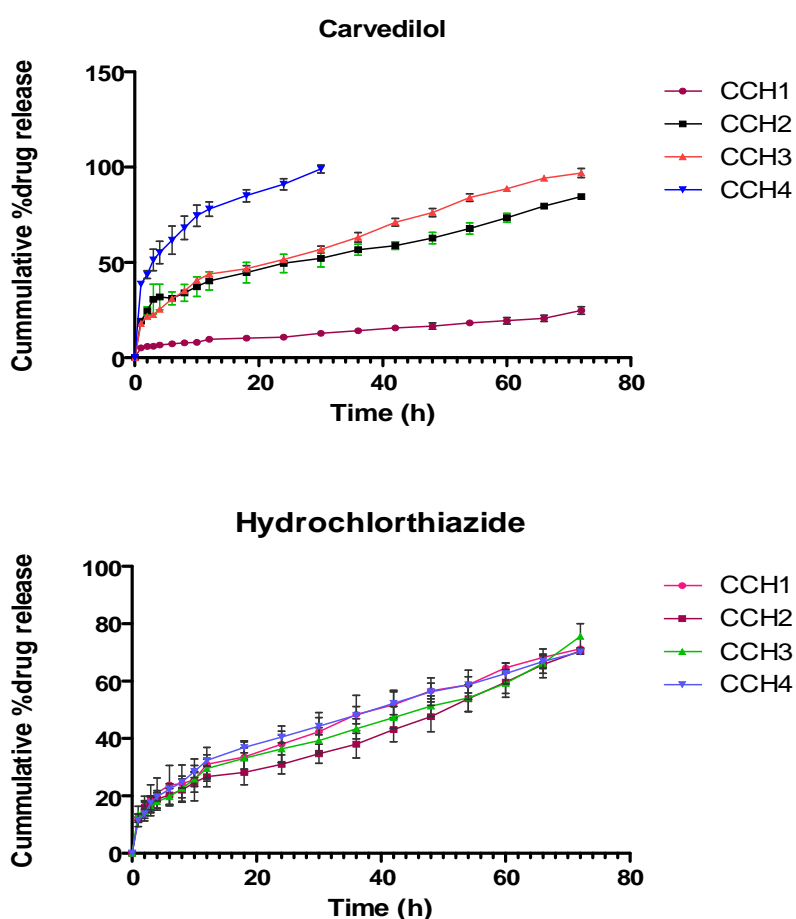 Carvedilol
Cummulative %drug release
150
100
50
0
0 20 40 60 80
Time (h)
CCH1
CCH2
CCH3
CCH4
Hydrochlorthiazide
Cummulative %drug release
100
80
60
40
20
0
0 20 40 60 80
Time (h)
CCH1
CCH2
CCH3
CCH4